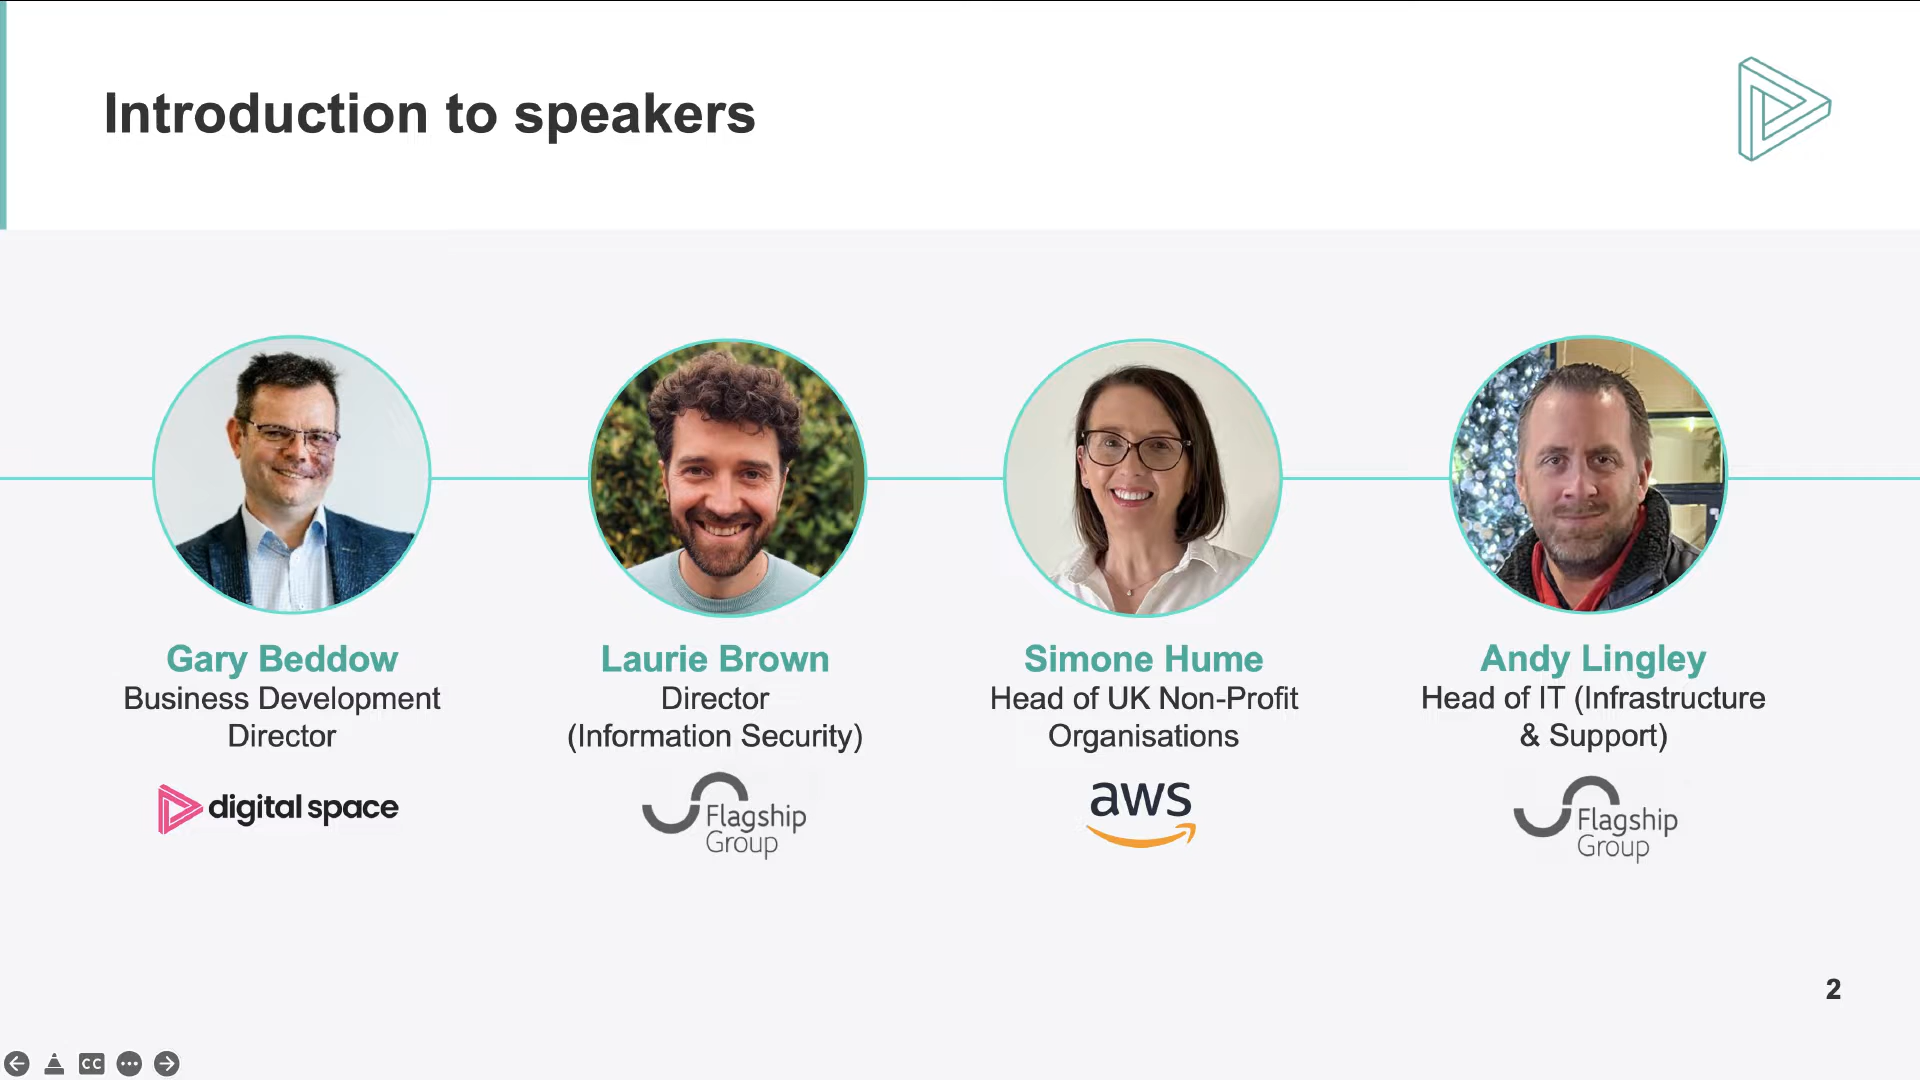 Introduction to speakers
Gary Beddow
Business Development
Director
digital space
Laurie Brown
Director
(Information Security)
Flagship
Group
Simone Hume
Head of UK Non-Profit
Organisations
aws
Andy Lingley
Head of IT (Infrastructure
& Support)
Flagship
Group
2
CC